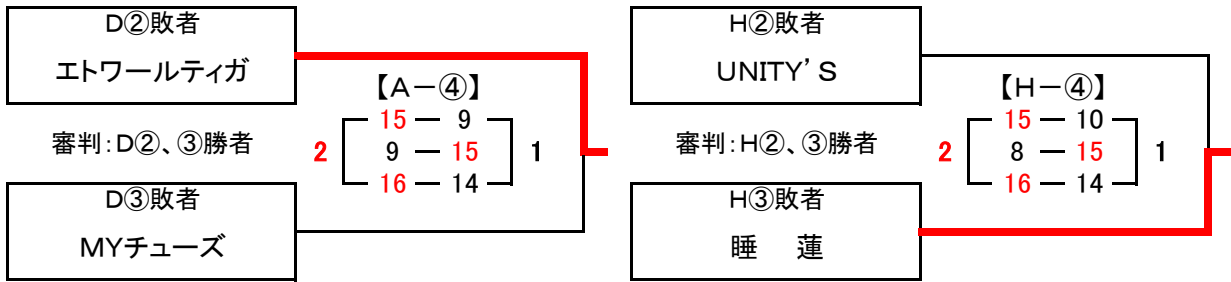 D②敗者
エトワールティガ
【A－④】
15 － 9
審判：D②、③勝者
2
9 － 15
1
16 － 14
D③敗者
MYチューズ
H②敗者
UNITY’S
【H－④】
15 － 10
審判：H②、③勝者
2
8 － 15
1
16 － 14
H③敗者
睡　蓮